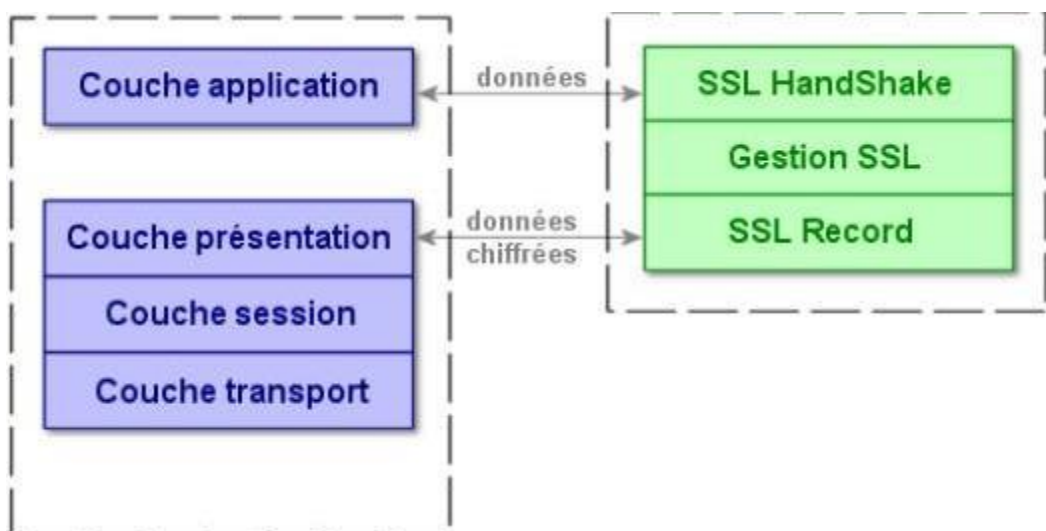 Couche application
données
SSL HandShake
Gestion SSL
Couche présentation
données
chiffrées
SSL Record
Couche session
Couche transport